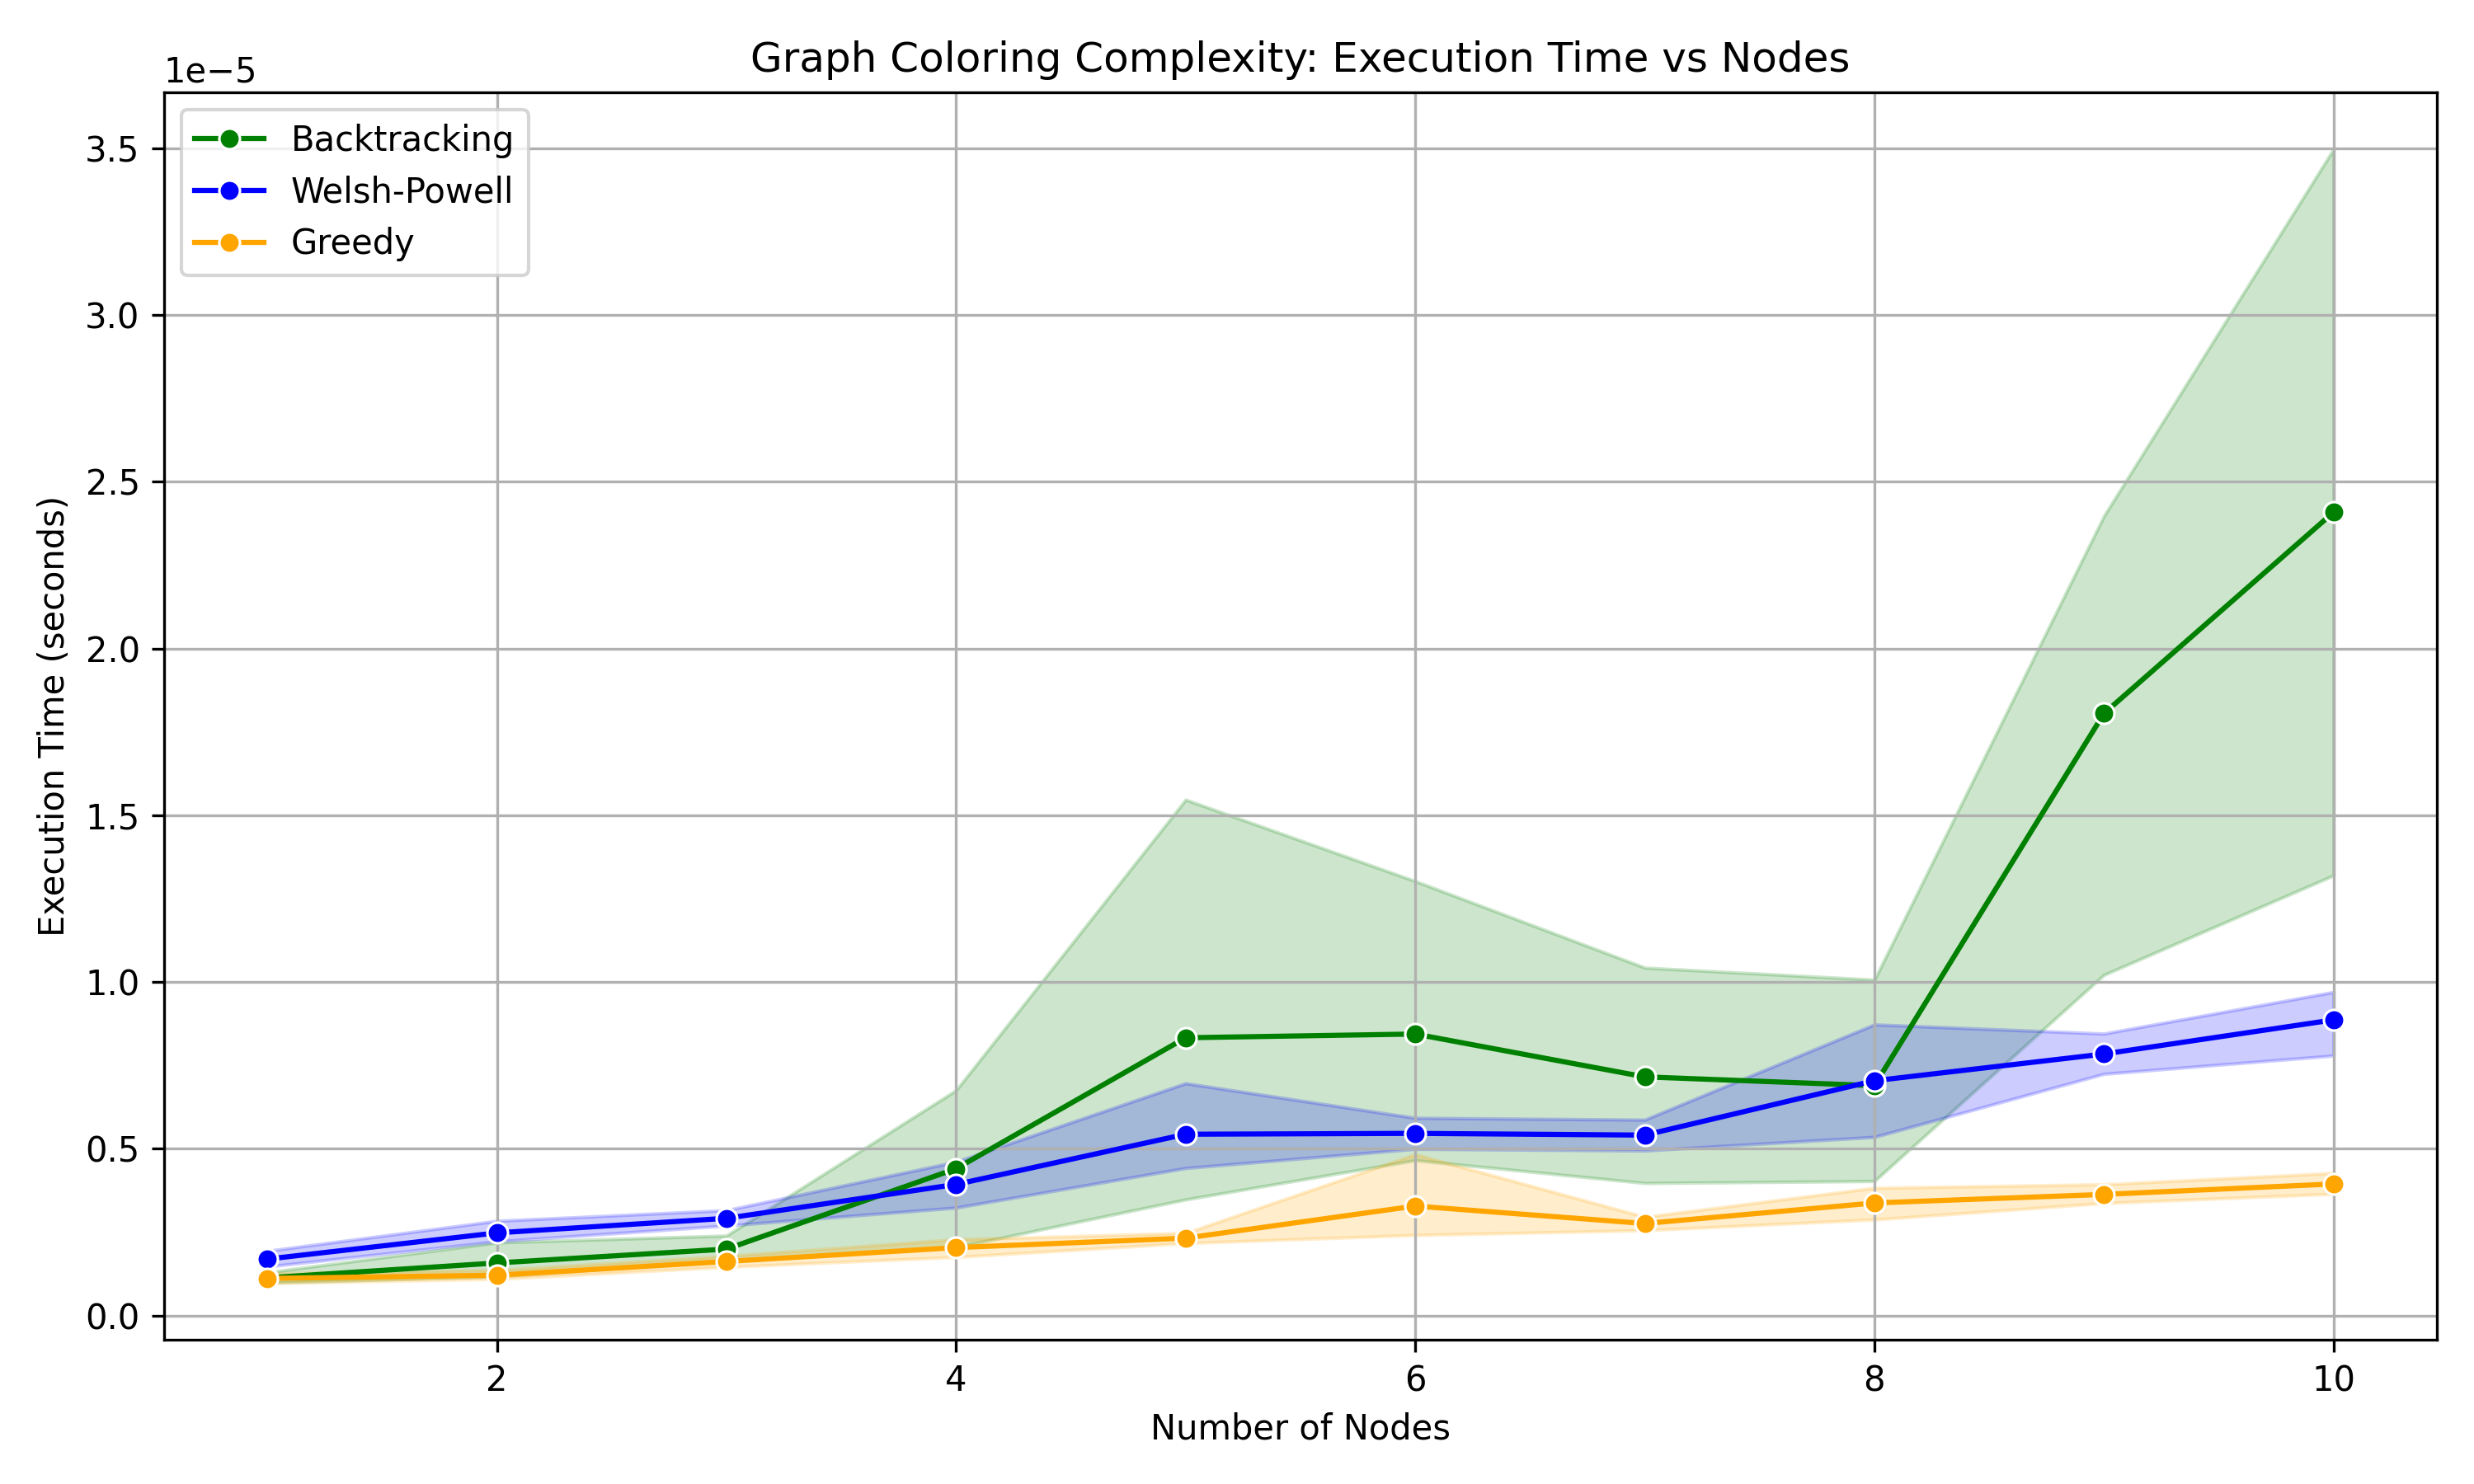 Graph Coloring Complexity: Execution Time vs Nodes
1e−5
Backtracking
Welsh-Powell
Greedy
3.5
3.0
2.5
2.0
1.5
1.0
0.5
0.0
Execution Time (seconds)
2 4 6 8 10
Number of Nodes